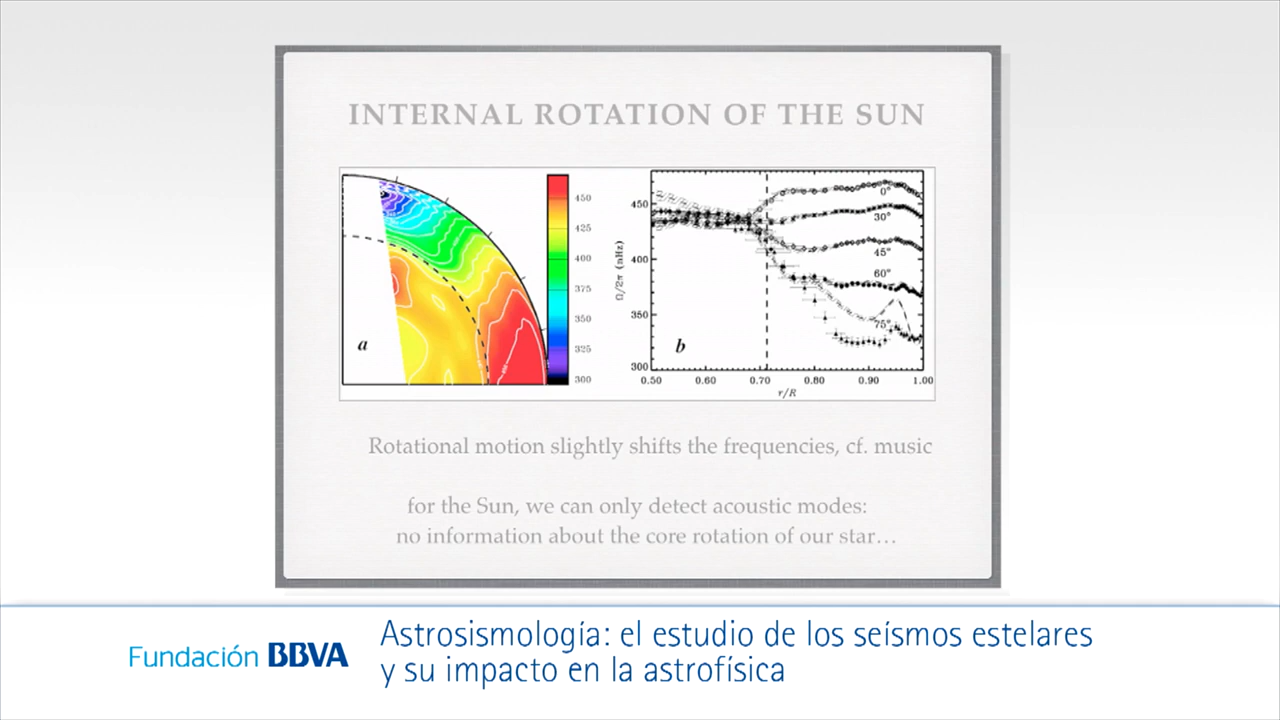 INTERNAL ROTATION OF THE SUN
450
425
400
375
350
325
300
a
450
400
350
300
Ω/2π (nHz)
0°
30°
45°
60°
75°
b
0.50 0.60 0.70 0.80 0.90 1.00
r/R
Rotational motion slightly shifts the frequencies, cf. music
for the Sun, we can only detect acoustic modes:
no information about the core rotation of our star…
Fundación BBVA
Astrosismología: el estudio de los seísmos estelares
y su impacto en la astrofísica